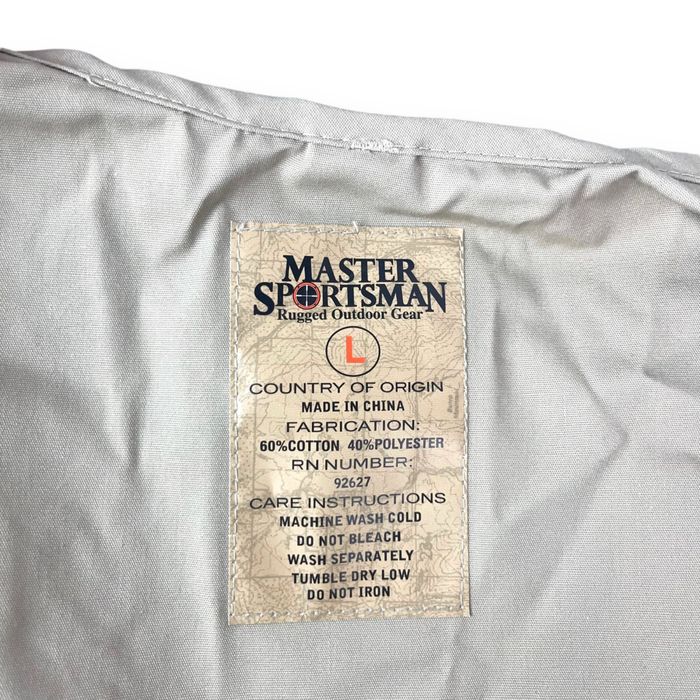 MASTER
SPORTSMAN
Rugged Outdoor Gear
L
COUNTRY OF ORIGIN
MADE IN CHINA
FABRICATION:
60%COTTON 40%POLYESTER
RN NUMBER:
92627
CARE INSTRUCTIONS
MACHINE WASH COLD
DO NOT BLEACH
WASH SEPARATELY
TUMBLE DRY LOW
DO NOT IRON